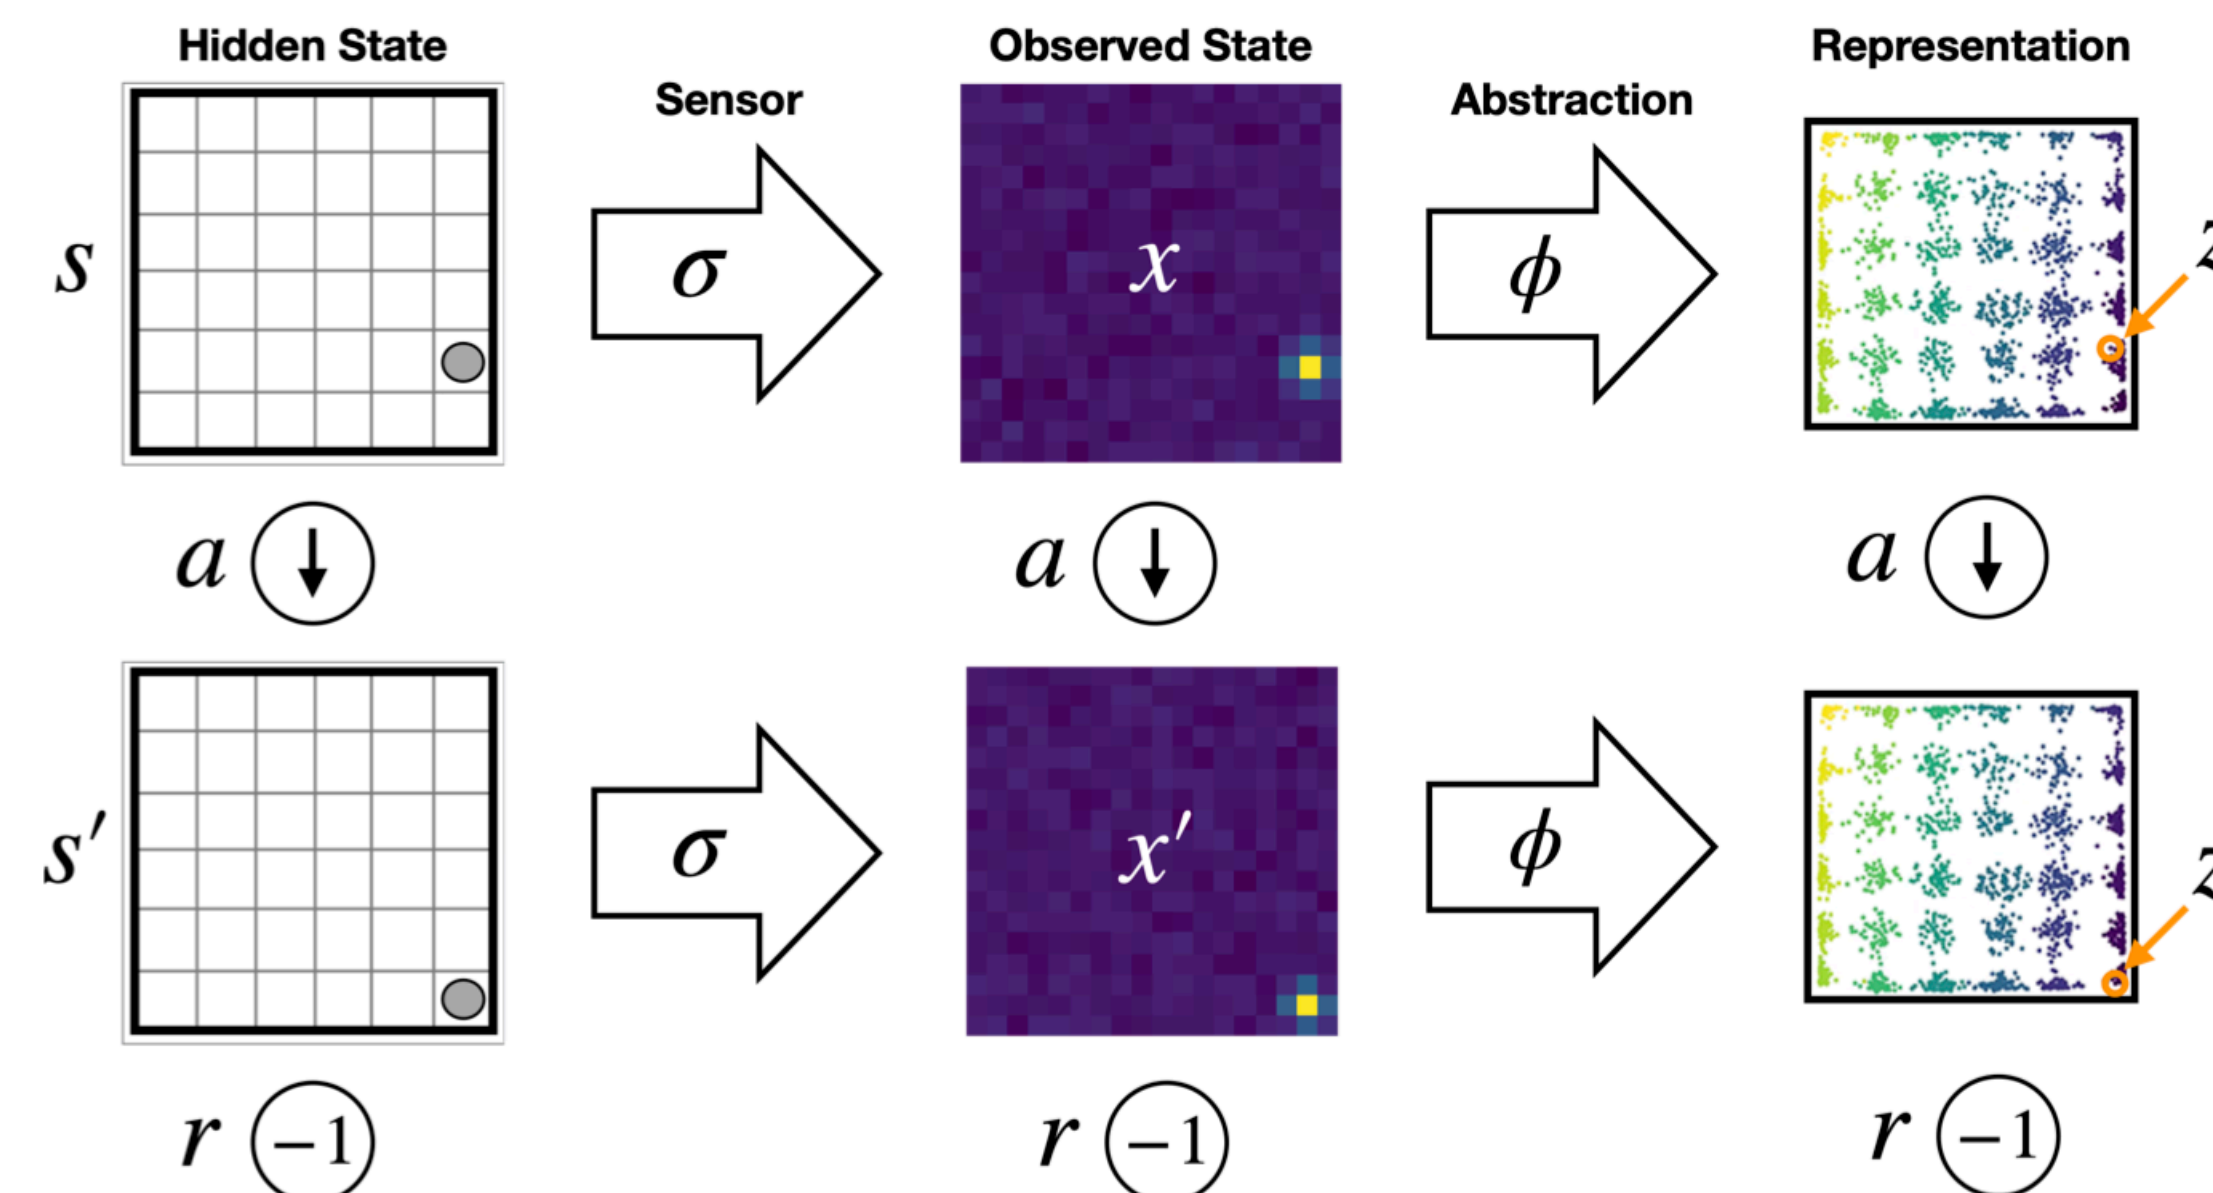 Hidden State
Observed State
Representation
Sensor
Abstraction
s
σ
x
ϕ
z
a
a
a
s′
σ
x′
ϕ
z
r −1
r −1
r −1